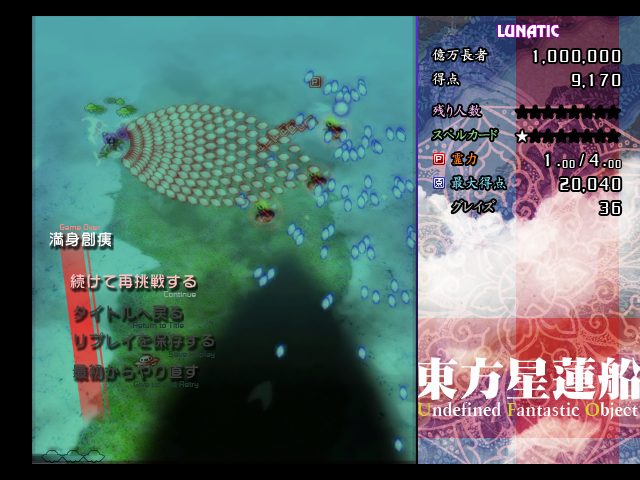 LUNATIC
億万長者 1,000,000
得点 9,170
残り人数
スペルカード
P 霊力 1.00/4.00
最大得点 20,040
グレイズ 36
P
Game Over
満身創痍
続けて再挑戦する
Continue
タイトルへ戻る
Return to Title
リプレイを保存する
Save Replay
最初からやり直す
Retry
東方星蓮船
Undefined Fantastic Object